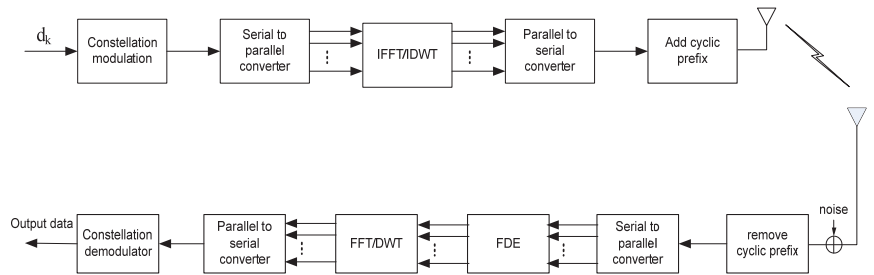 d_k
Constellation
modulation
Serial to
parallel
converter
IFFT/IDWT
Parallel to
serial
converter
Add cyclic
prefix
Output data
Constellation
demodulator
Parallel to
serial
converter
FFT/DWT
FDE
Serial to
parallel
converter
remove
cyclic prefix
noise